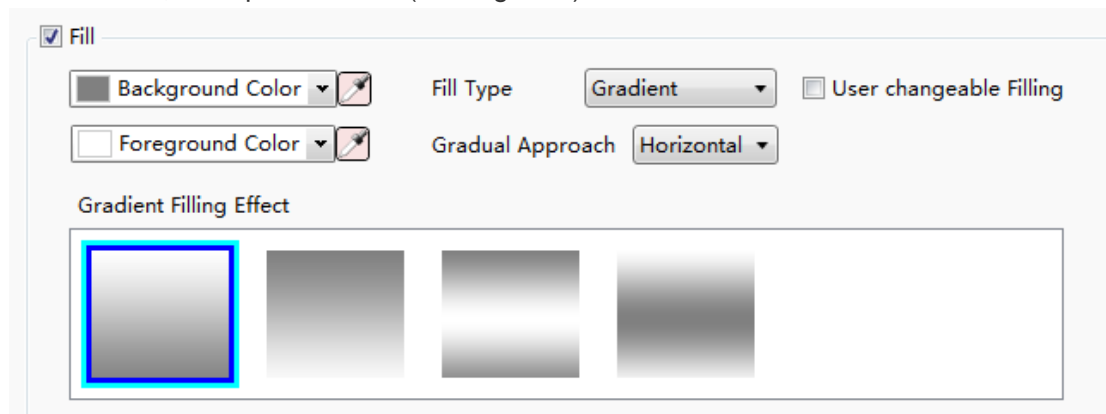 Fill
Background Color Fill Type Gradient User changeable Filling
Foreground Color Gradual Approach Horizontal
Gradient Filling Effect